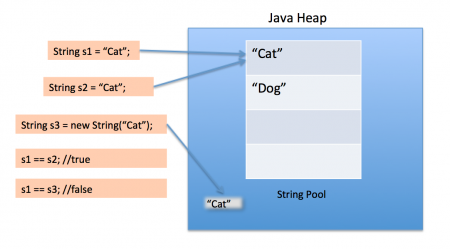 Java Heap
String s1 = “Cat”;
String s2 = “Cat”;
String s3 = new String(“Cat”);
s1 == s2; //true
s1 == s3; //false
“Cat”
“Dog”
“Cat”
String Pool